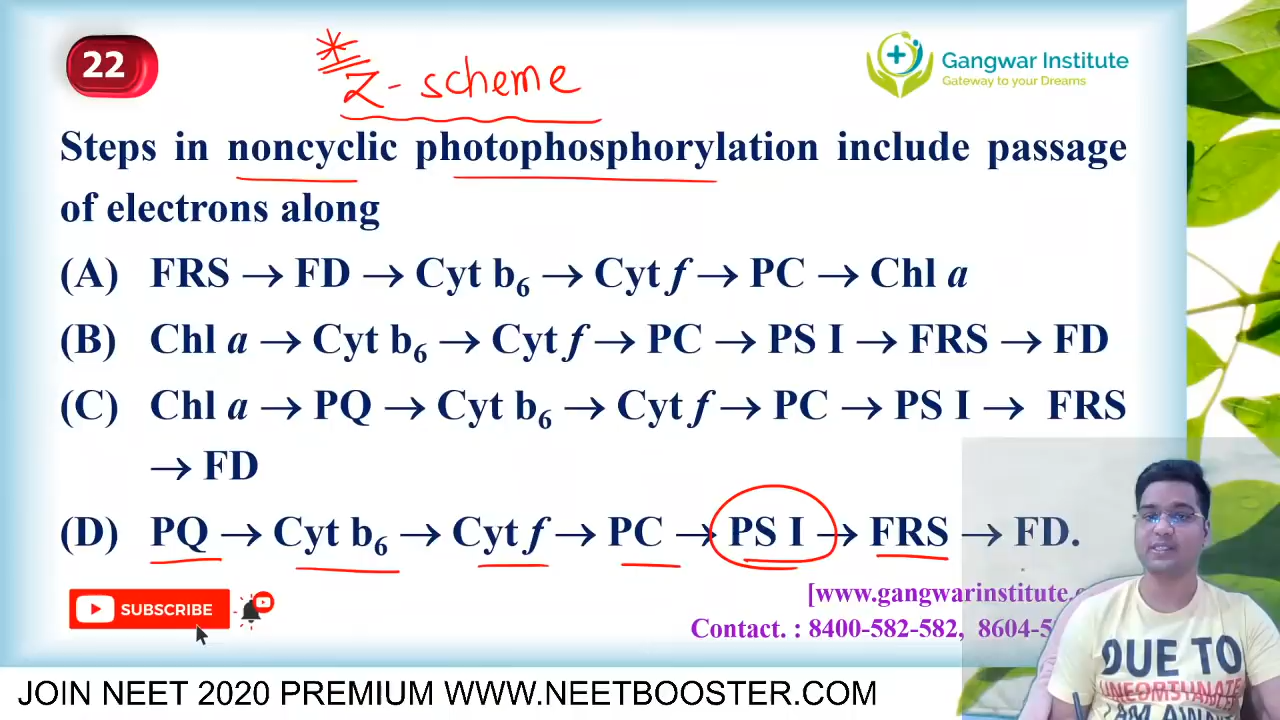 22
Z-scheme
Gangwar Institute
Gateway to your Dreams
Steps in noncyclic photophosphorylation include passage
of electrons along
(A) FRS → FD → Cyt b₆ → Cyt f → PC → Chl a
(B) Chl a → Cyt b₆ → Cyt f → PC → PS I → FRS → FD
(C) Chl a → PQ → Cyt b₆ → Cyt f → PC → PS I → FRS
→ FD
(D) PQ → Cyt b₆ → Cyt f → PC → PS I → FRS → FD.
SUBSCRIBE
[www.gangwarinstitute.
Contact. : 8400-582-582, 8604-5
DUE TO
UNFORTUNATE
I AM AWA
JOIN NEET 2020 PREMIUM WWW.NEETBOOSTER.COM